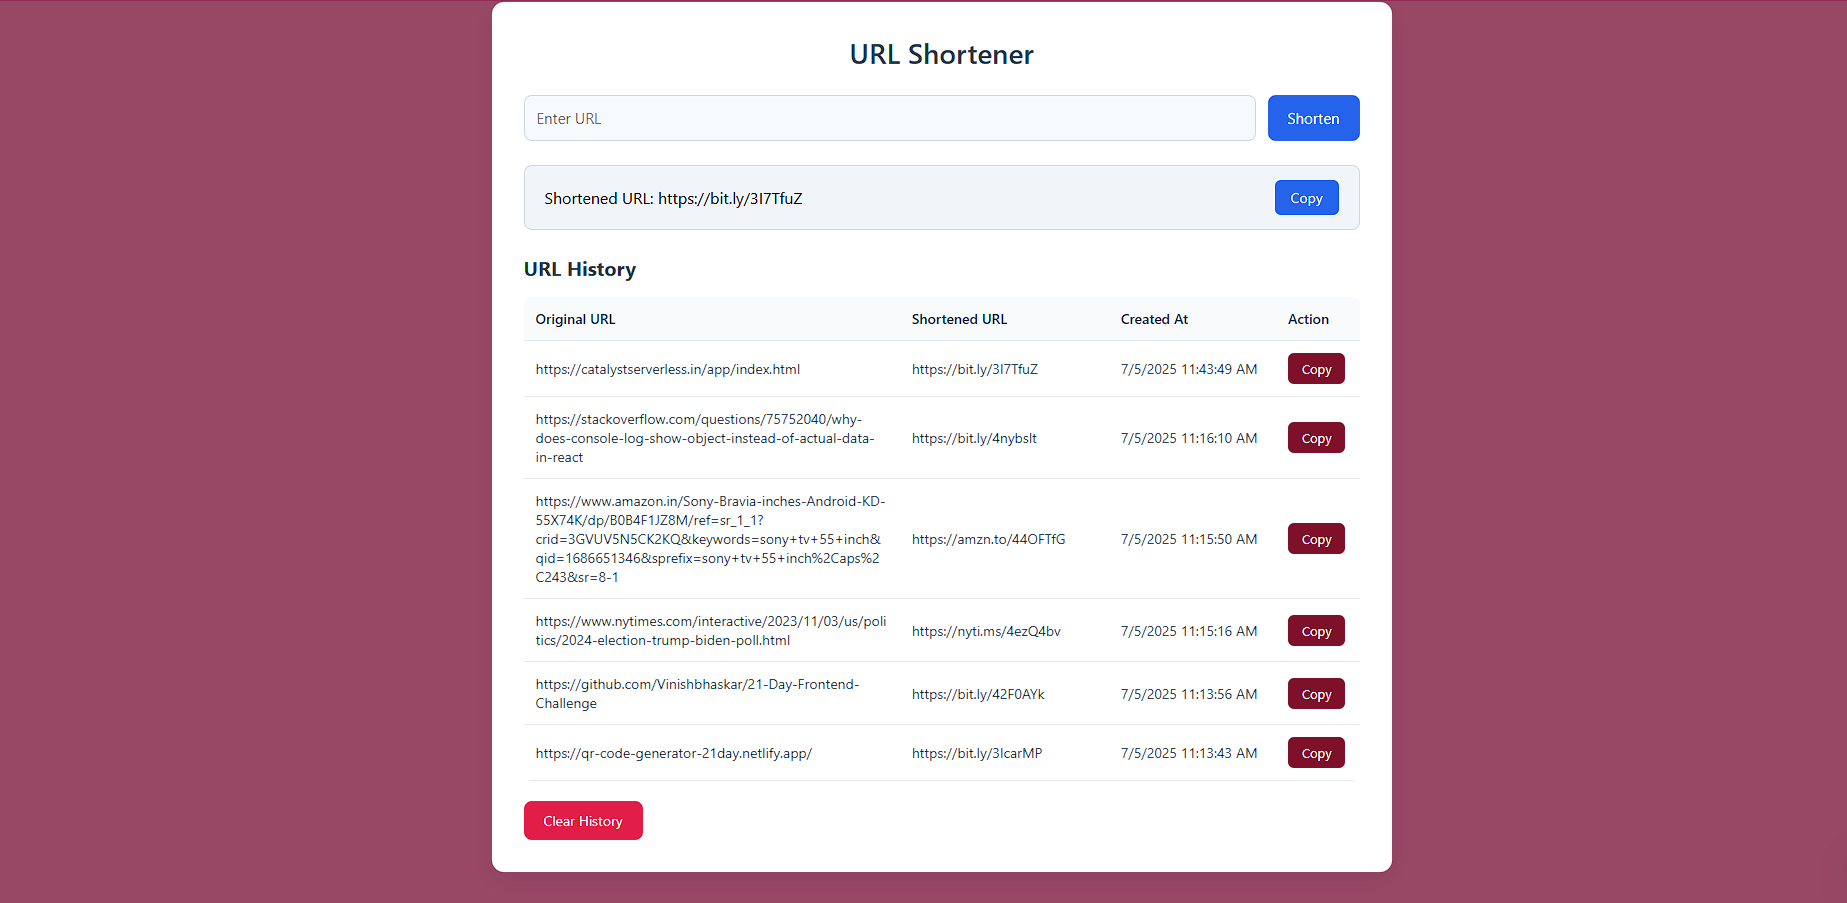 URL Shortener
Enter URL
Shorten
Shortened URL: https://bit.ly/3I7TfuZ
Copy
URL History
Original URL Shortened URL Created At Action
https://catalystserverless.in/app/index.html https://bit.ly/3I7TfuZ 7/5/2025 11:43:49 AM Copy
https://stackoverflow.com/questions/75752040/why-
does-console-log-show-object-instead-of-actual-data- https://bit.ly/4nybsIt 7/5/2025 11:16:10 AM Copy
in-react
https://www.amazon.in/Sony-Bravia-inches-Android-KD-
55X74K/dp/B0B4F1JZ8M/ref=sr_1_1?
crid=3GVUV5N5CK2KQ&keywords=sony+tv+55+inch& https://amzn.to/44OFTfG 7/5/2025 11:15:50 AM Copy
qid=1686651346&sprefix=sony+tv+55+inch%2Caps%2
C243&sr=8-1
https://www.nytimes.com/interactive/2023/11/03/us/poli
tics/2024-election-trump-biden-poll.html https://nyti.ms/4ezQ4bv 7/5/2025 11:15:16 AM Copy
https://github.com/Vinishbhaskar/21-Day-Frontend-
Challenge https://bit.ly/42F0AYk 7/5/2025 11:13:56 AM Copy
https://qr-code-generator-21day.netlify.app/ https://bit.ly/3IcarMP 7/5/2025 11:13:43 AM Copy
Clear History